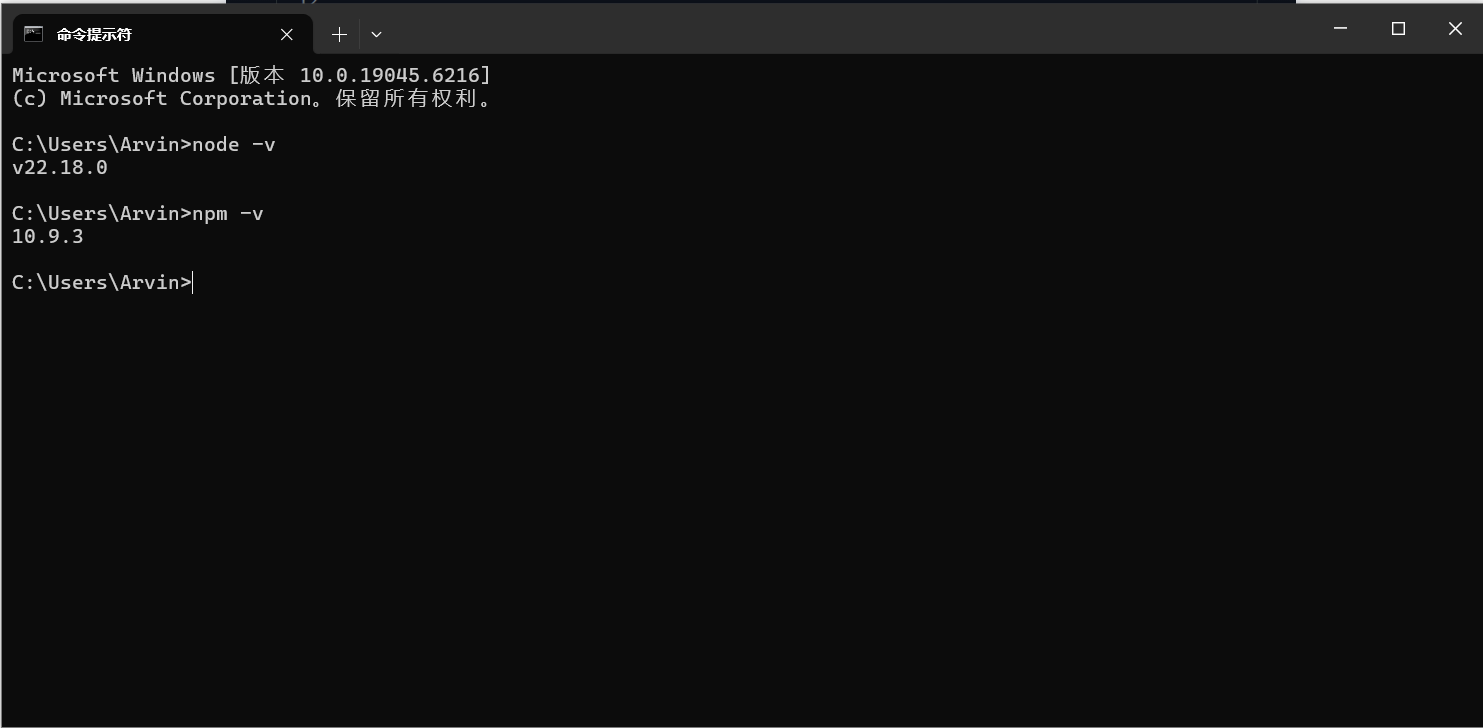 命令提示符
Microsoft Windows [版本 10.0.19045.6216]
(c) Microsoft Corporation。保留所有权利。
C:\Users\Arvin>node -v
v22.18.0
C:\Users\Arvin>npm -v
10.9.3
C:\Users\Arvin>